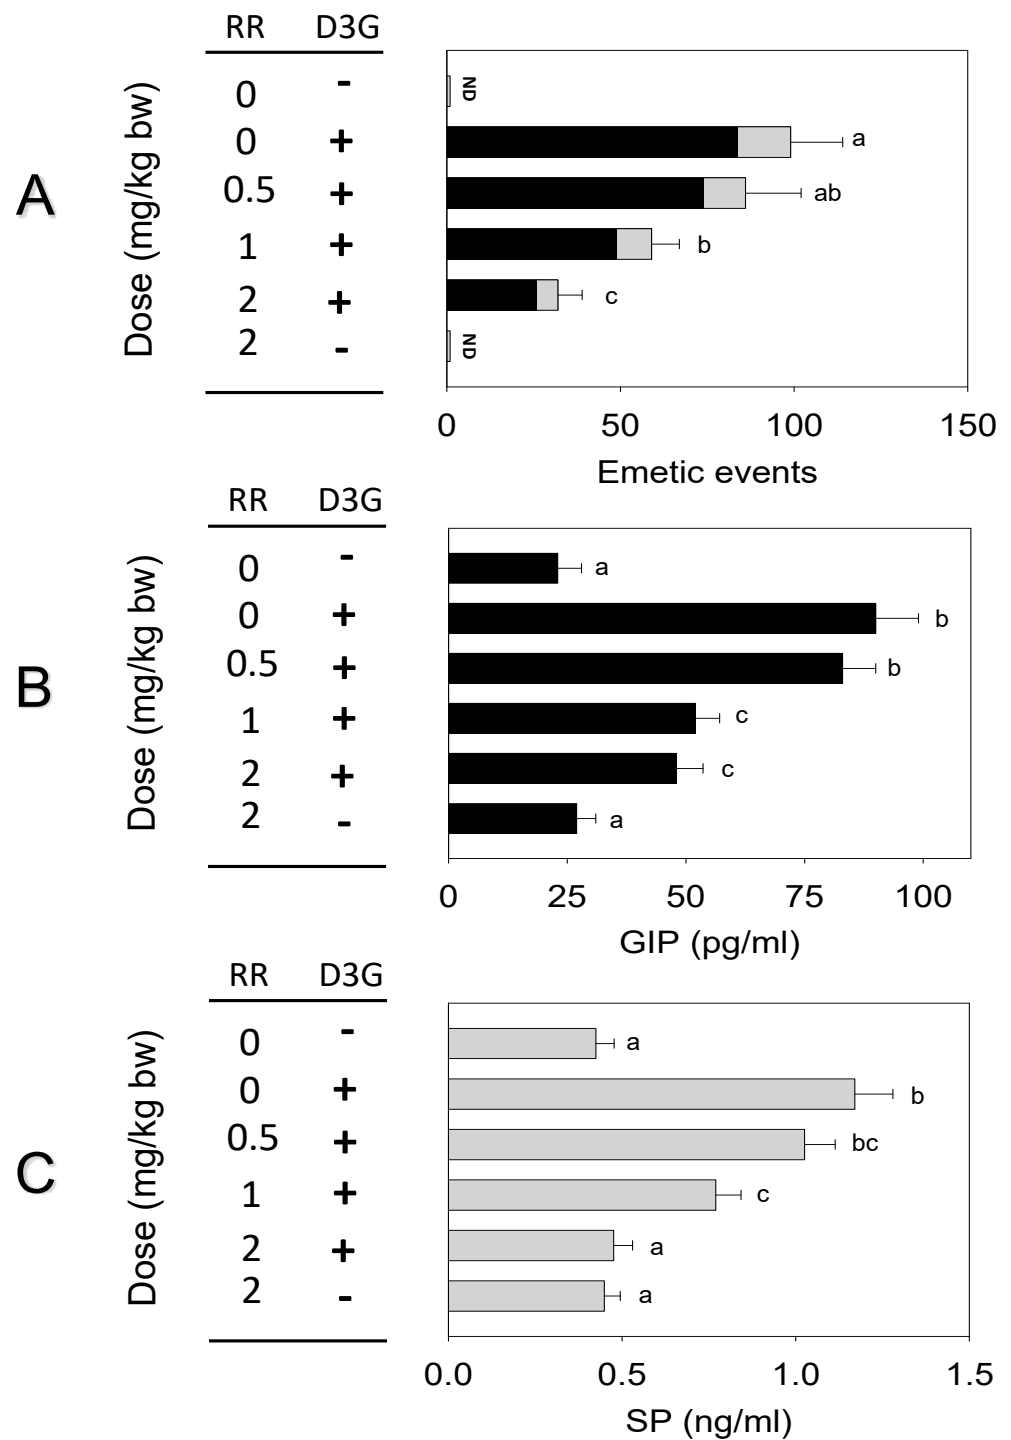 RR D3G
0 -
ND
0 +
a
0.5 +
ab
1 +
b
2 +
c
2 -
ND
A
Dose (mg/kg bw)
0 50 100 150
Emetic events
RR D3G
0 -
a
0 +
b
0.5 +
b
1 +
c
2 +
c
2 -
a
B
Dose (mg/kg bw)
0 25 50 75 100
GIP (pg/ml)
RR D3G
0 -
a
0 +
b
0.5 +
bc
1 +
c
2 +
a
2 -
a
C
Dose (mg/kg bw)
0.0 0.5 1.0 1.5
SP (ng/ml)